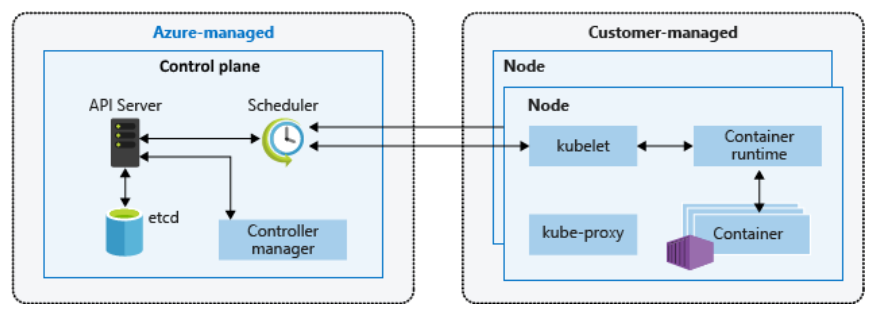 Azure-managed
Control plane
API Server
Scheduler
etcd
Controller
manager
Customer-managed
Node
Node
kubelet
Container
runtime
kube-proxy
Container